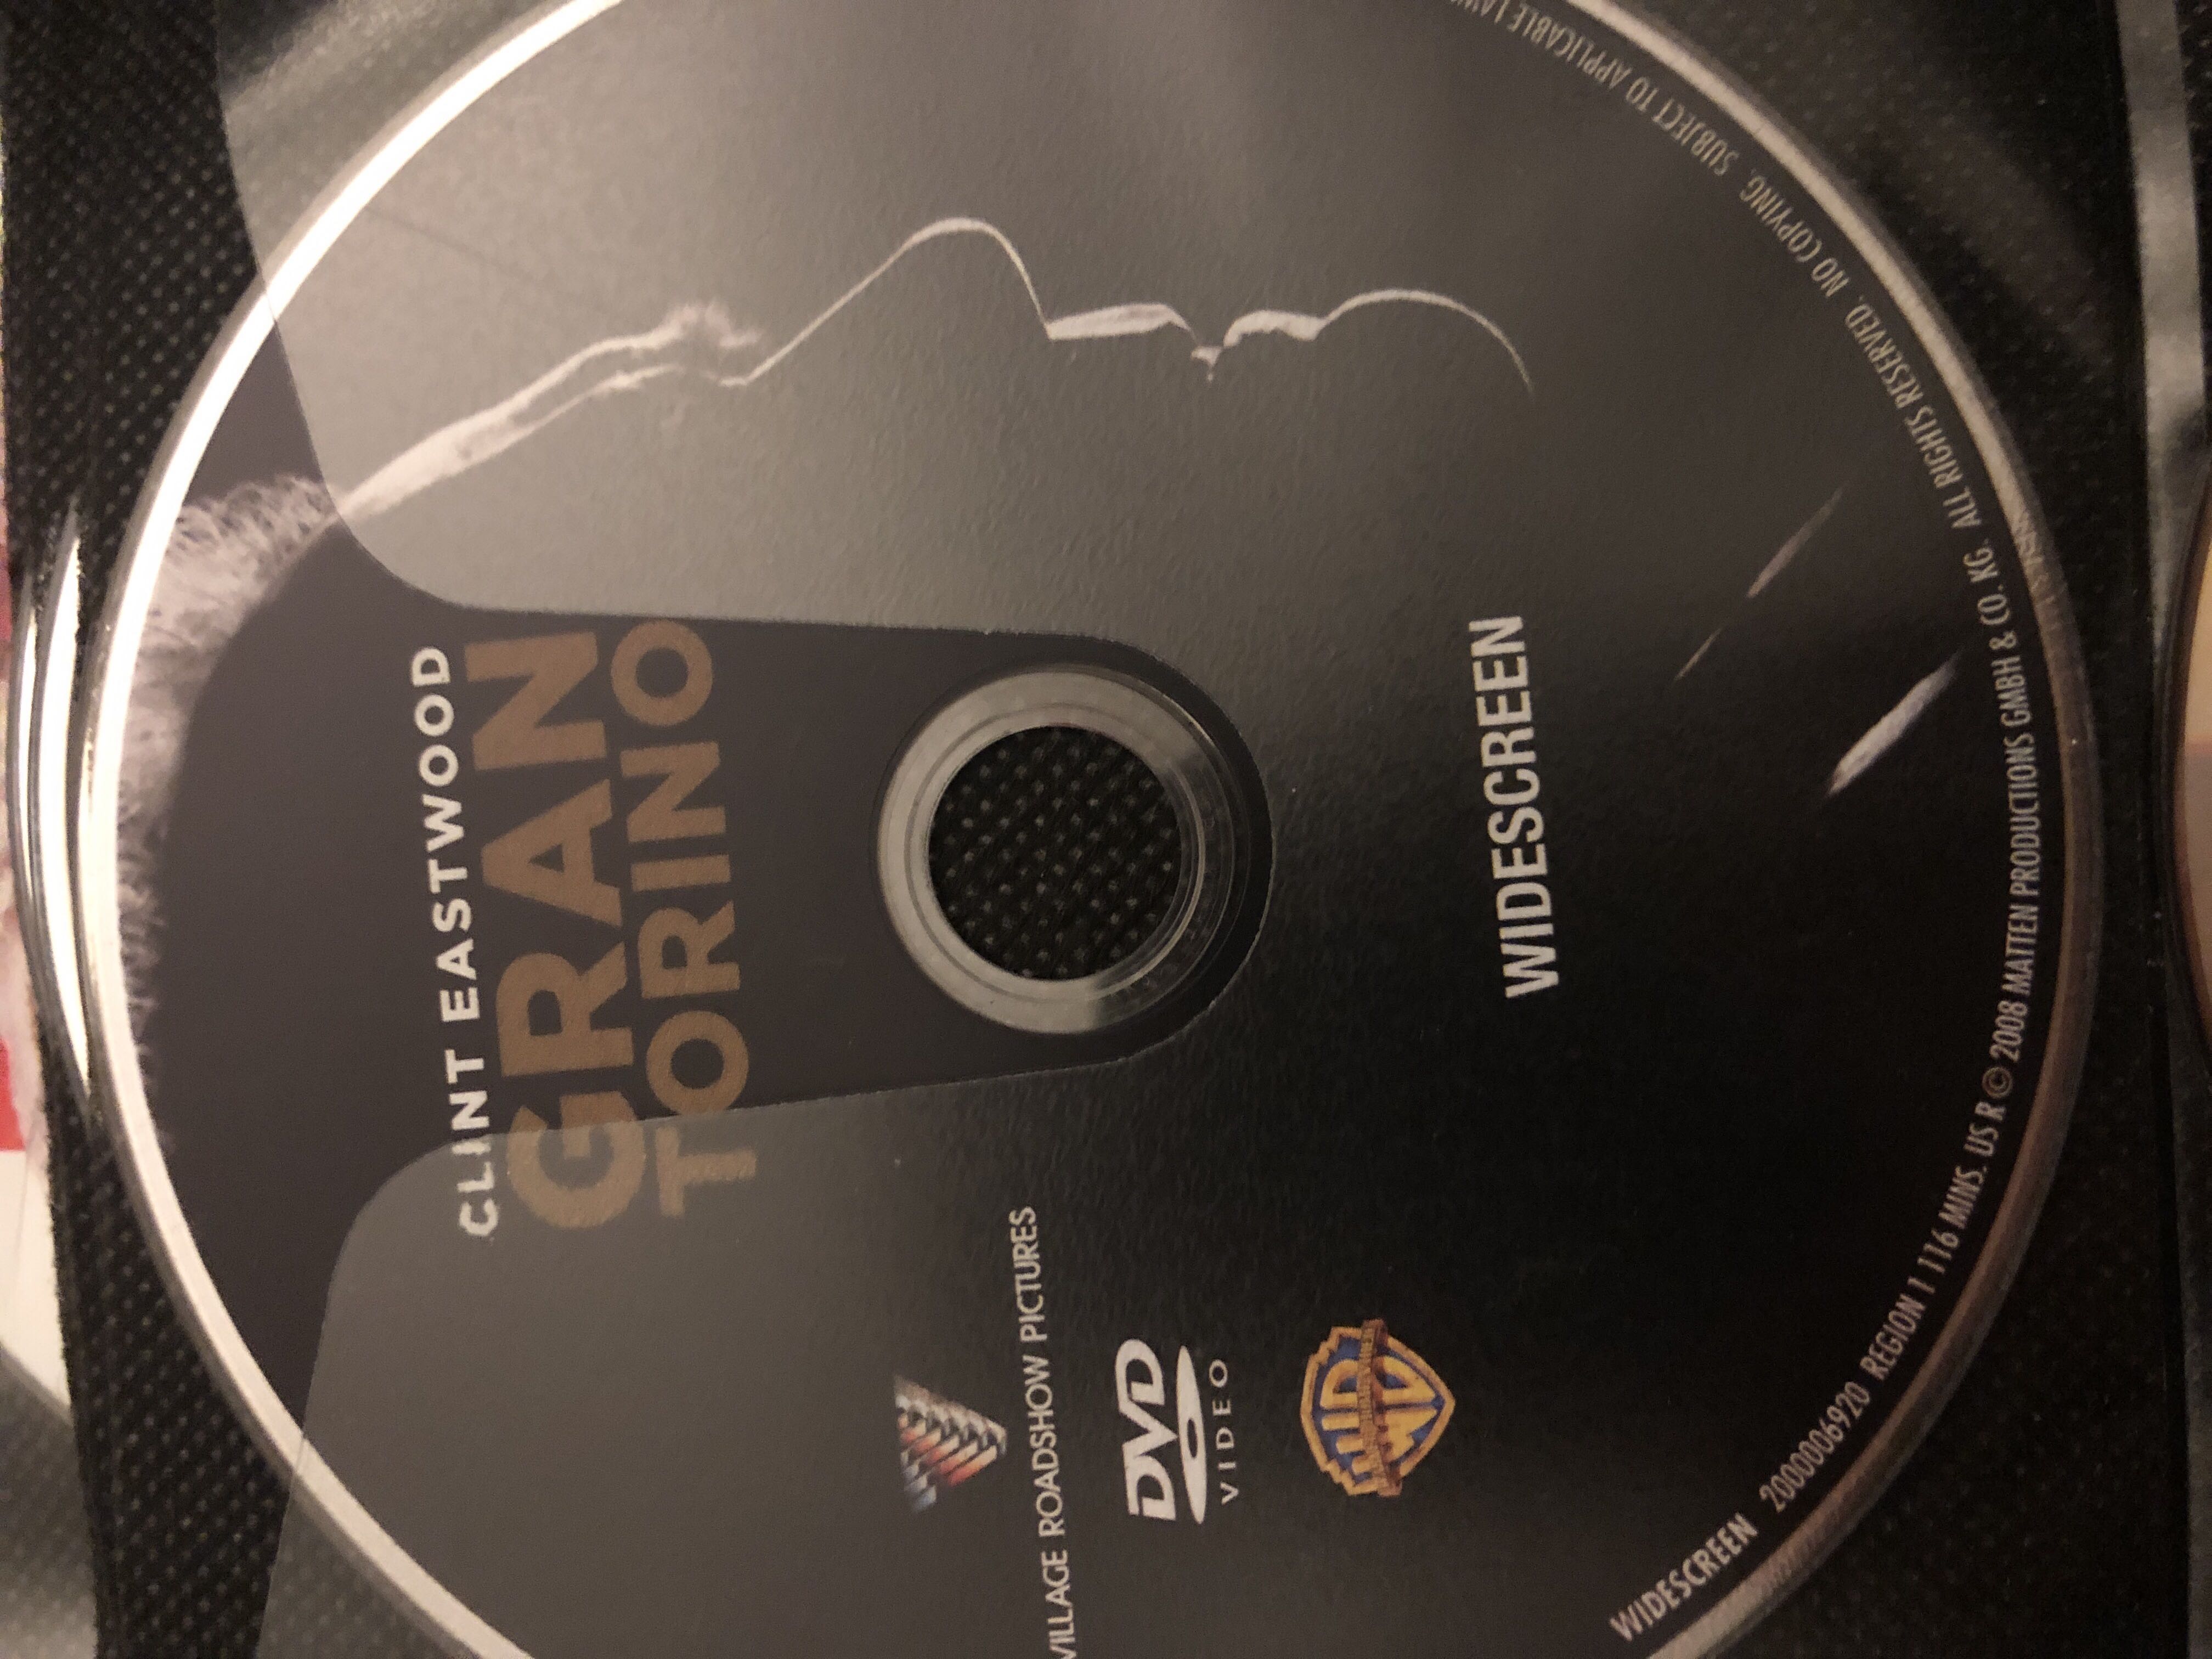 CLINT EASTWOOD
GRAN
TORINO
WIDESCREEN
VILLAGE ROADSHOW PICTURES
DVD
VIDEO
WIDESCREEN 2000006920 REGION 1 116 MINS. US R © 2008 MATTEN PRODUCTIONS GMBH & CO. KG. ALL RIGHTS RESERVED. NO COPYING. SUBJECT TO APPLICABLE LAWS